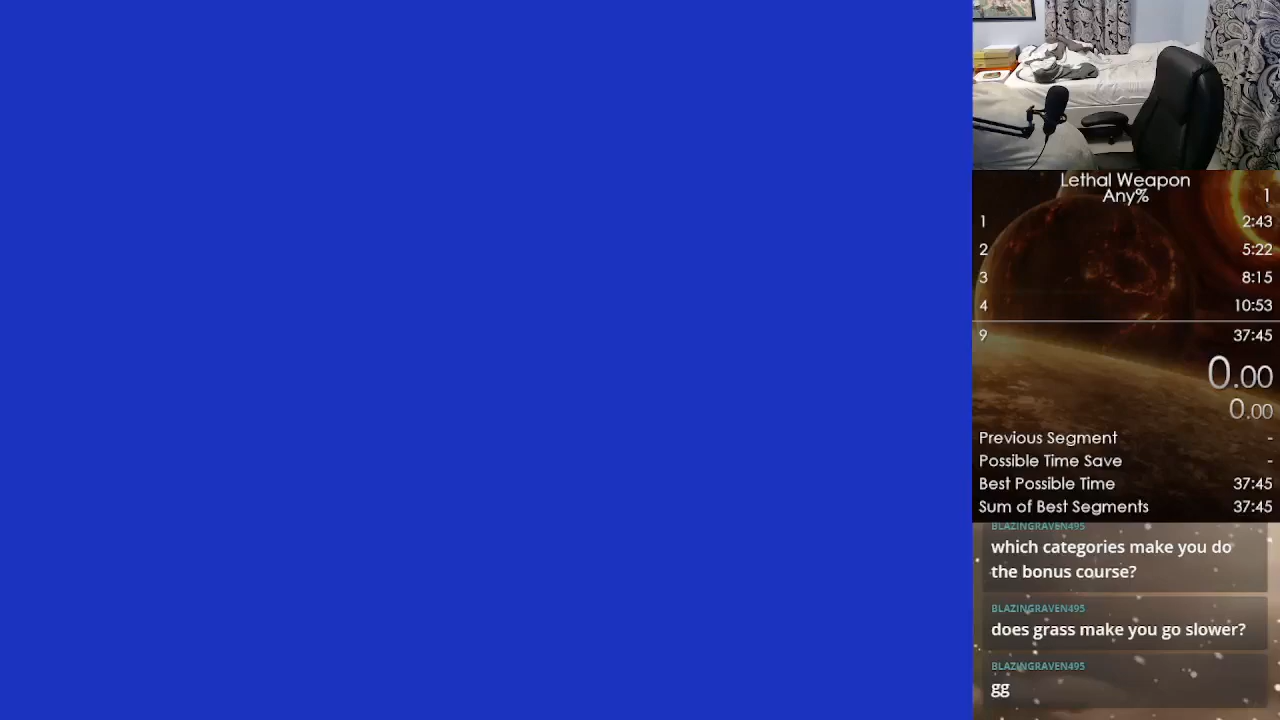 Lethal Weapon
Any% 1
1 2:43
2 5:22
3 8:15
4 10:53
9 37:45
0.00
0.00
Previous Segment -
Possible Time Save -
Best Possible Time 37:45
Sum of Best Segments 37:45
BLAZINGRAVEN495
which categories make you do
the bonus course?
BLAZINGRAVEN495
does grass make you go slower?
BLAZINGRAVEN495
gg